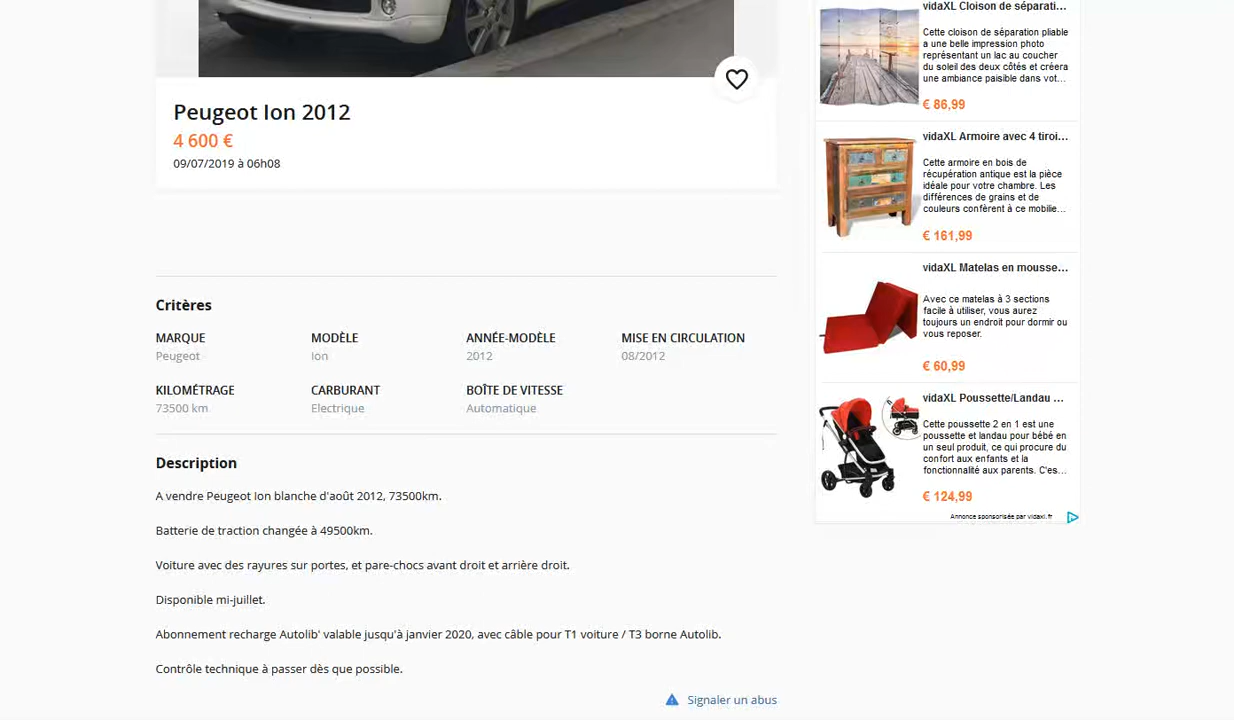 Peugeot Ion 2012
4 600 €
09/07/2019 à 06h08
Critères
MARQUE
Peugeot
MODÈLE
Ion
ANNÉE-MODÈLE
2012
MISE EN CIRCULATION
08/2012
KILOMÉTRAGE
73500 km
CARBURANT
Electrique
BOÎTE DE VITESSE
Automatique
Description
A vendre Peugeot Ion blanche d'août 2012, 73500km.
Batterie de traction changée à 49500km.
Voiture avec des rayures sur portes, et pare-chocs avant droit et arrière droit.
Disponible mi-juillet.
Abonnement recharge Autolib' valable jusqu'à janvier 2020, avec câble pour T1 voiture / T3 borne Autolib.
Contrôle technique à passer dès que possible.
Signaler un abus
vidaXL Cloison de séparati...
Cette cloison de séparation pliable
a une belle impression photo
représentant un lac au coucher
du soleil des deux côtés et créera
une ambiance paisible dans vot...
€ 86,99
vidaXL Armoire avec 4 tiroi...
Cette armoire en bois de
récupération antique est la pièce
idéale pour votre chambre. Les
différences de grains et de
couleurs confèrent à ce mobilie...
€ 161,99
vidaXL Matelas en mousse...
Avec ce matelas à 3 sections
facile à utiliser, vous aurez
toujours un endroit pour dormir ou
vous reposer.
€ 60,99
vidaXL Poussette/Landau ...
Cette poussette 2 en 1 est une
poussette et landau pour bébé en
un seul produit, ce qui procure du
confort aux enfants et la
fonctionnalité aux parents. C'es...
€ 124,99
Annonce sponsorisée par vidaxl.fr